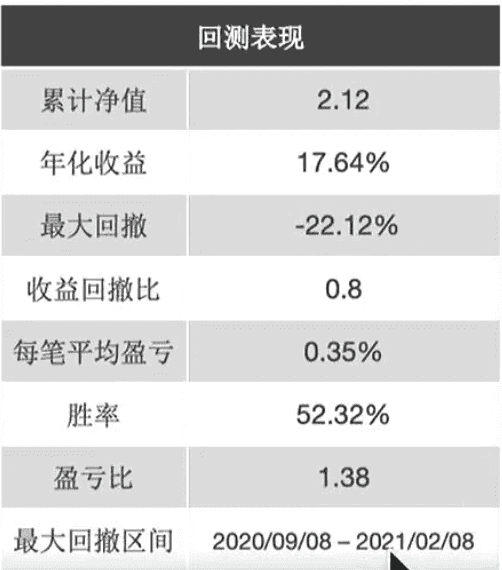 回测表现
累计净值 2.12
年化收益 17.64%
最大回撤 -22.12%
收益回撤比 0.8
每笔平均盈亏 0.35%
胜率 52.32%
盈亏比 1.38
最大回撤区间 2020/09/08 – 2021/02/08